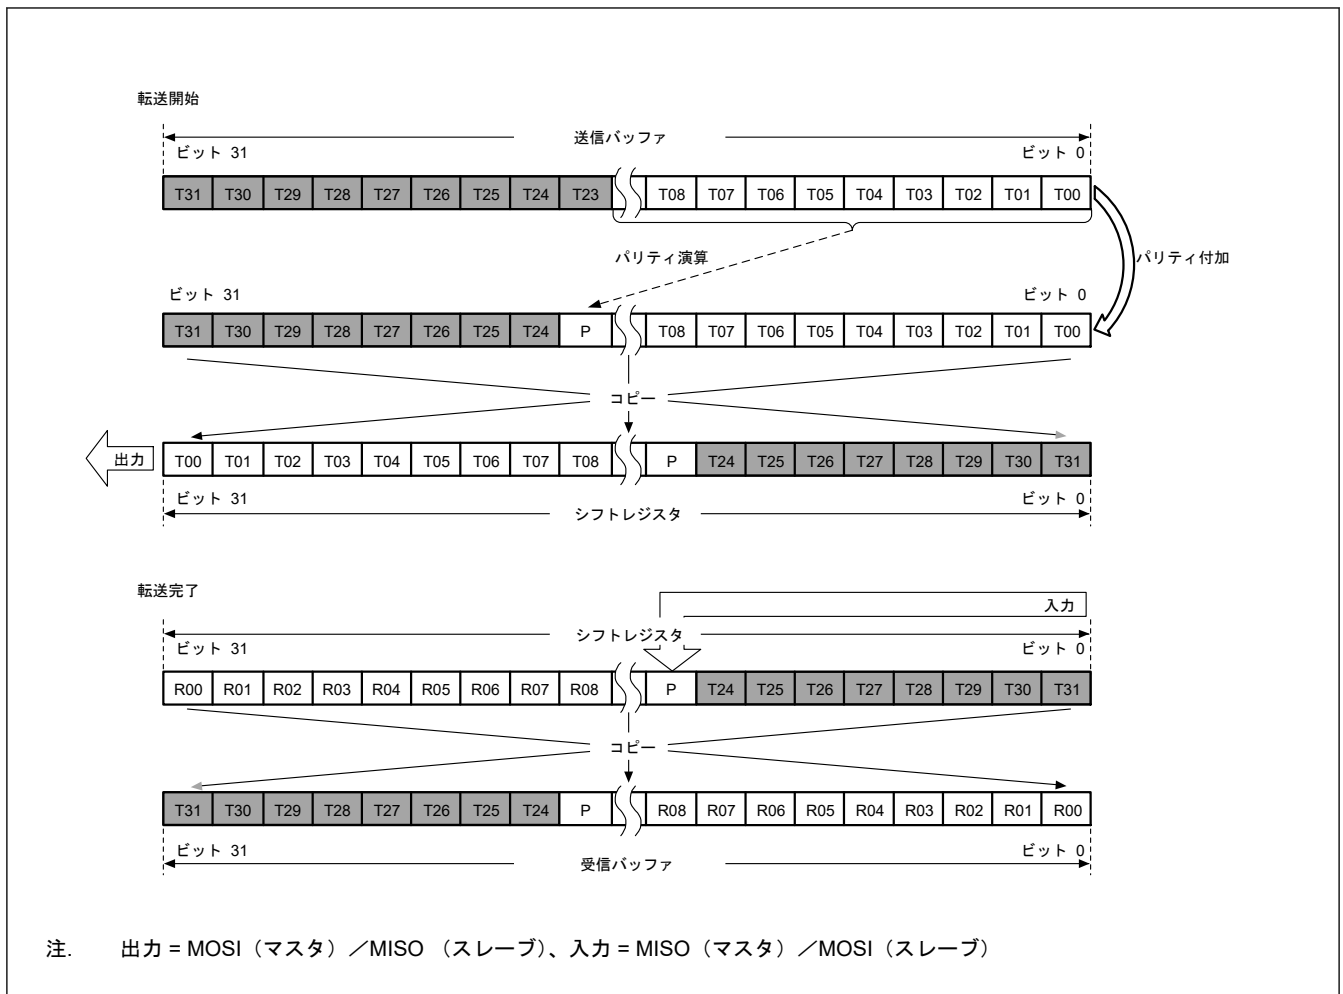 転送開始
送信バッファ
ビット 31 ビット 0
T31 T30 T29 T28 T27 T26 T25 T24 T23 T08 T07 T06 T05 T04 T03 T02 T01 T00
パリティ演算 パリティ付加
ビット 31 ビット 0
T31 T30 T29 T28 T27 T26 T25 T24 P T08 T07 T06 T05 T04 T03 T02 T01 T00
コピー
出力 T00 T01 T02 T03 T04 T05 T06 T07 T08 P T24 T25 T26 T27 T28 T29 T30 T31
ビット 31 ビット 0
シフトレジスタ
転送完了
入力
シフトレジスタ
ビット 31 ビット 0
R00 R01 R02 R03 R04 R05 R06 R07 R08 P T24 T25 T26 T27 T28 T29 T30 T31
コピー
T31 T30 T29 T28 T27 T26 T25 T24 P R08 R07 R06 R05 R04 R03 R02 R01 R00
ビット 31 ビット 0
受信バッファ
注. 出力 = MOSI（マスタ）／MISO （スレーブ）、入力 = MISO（マスタ）／MOSI（スレーブ）